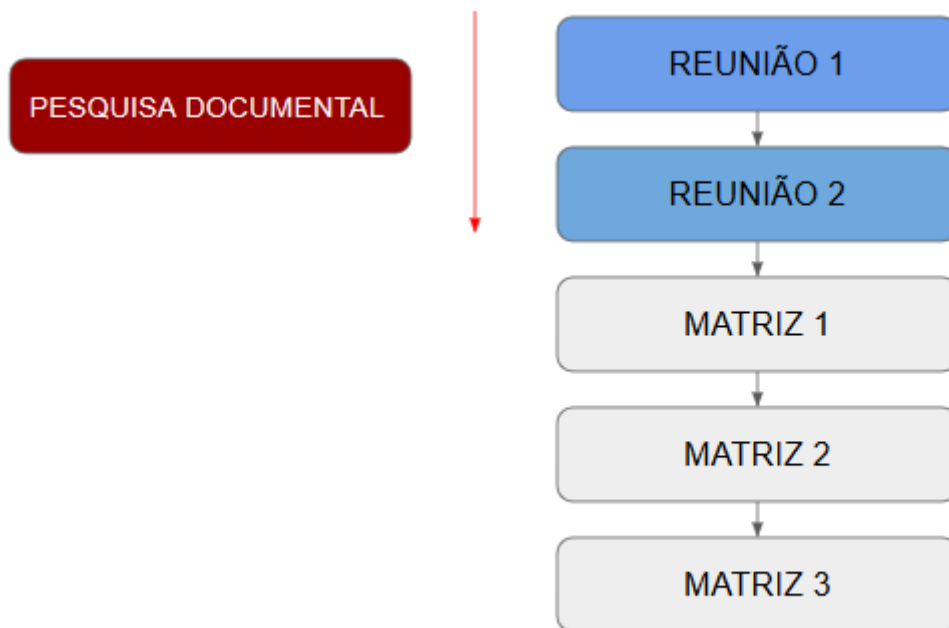 PESQUISA DOCUMENTAL
REUNIÃO 1
REUNIÃO 2
MATRIZ 1
MATRIZ 2
MATRIZ 3